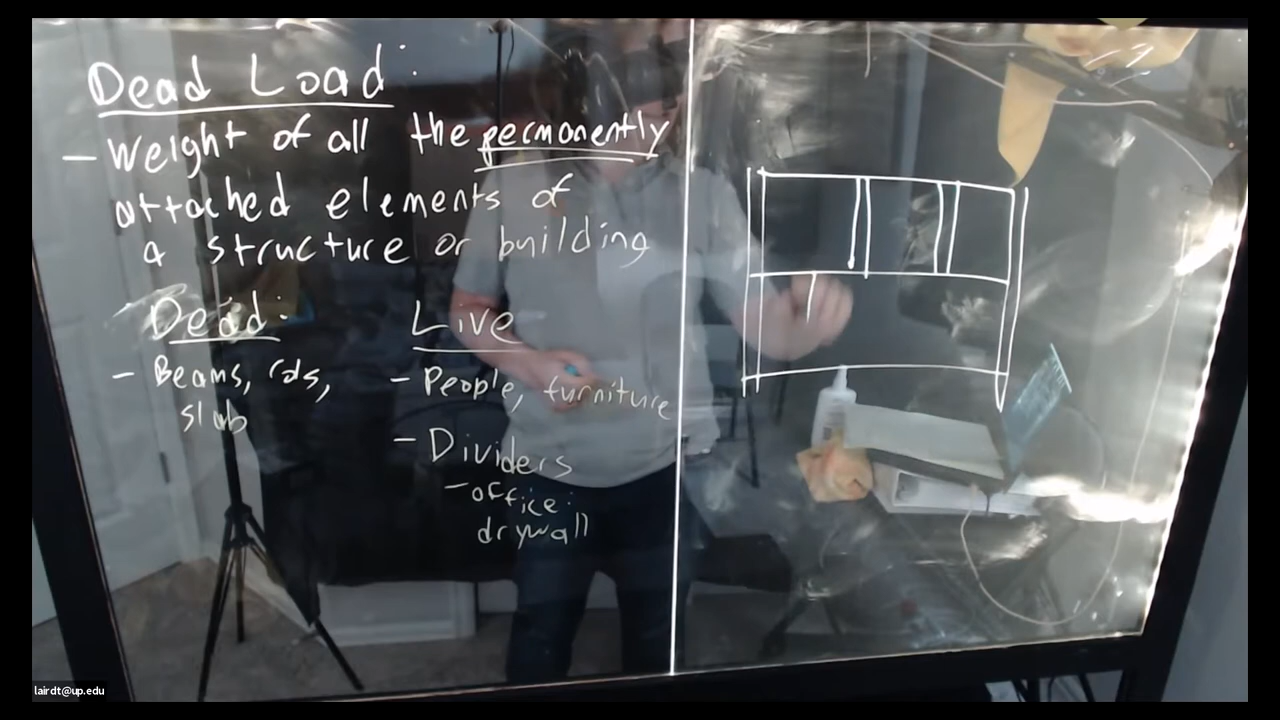 Dead Load:
- Weight of all the permanently
attached elements of
a structure or building
Dead:
- Beams, cols,
slab
Live
- People, furniture
- Dividers
- office:
drywall
lairdt@up.edu